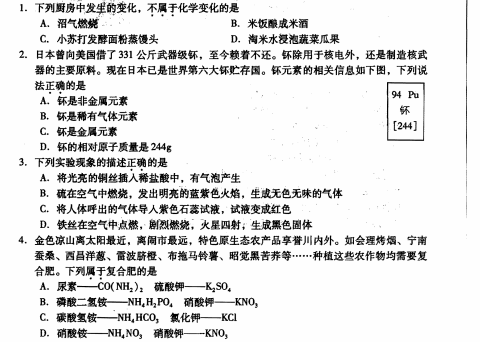 1. 下列厨房中发生的变化，不属于化学变化的是
A. 沼气燃烧 B. 米饭酿成米酒
C. 小苏打发酵面粉蒸馒头 D. 淘米水浸泡蔬菜瓜果
2. 日本曾向美国借了 331 公斤武器级钚，至今赖着不还。钚除用于核电外，还是制造核武
器的主要原料。现在日本已是世界第六大钚贮存国。钚元素的相关信息如下图，下列说
法正确的是
94 Pu
钚
[244]
A. 钚是非金属元素
B. 钚是稀有气体元素
C. 钚是金属元素
D. 钚的相对原子质量是 244g
3. 下列实验现象的描述正确的是
A. 将光亮的铜丝插入稀盐酸中，有气泡产生
B. 硫在空气中燃烧，发出明亮的蓝紫色火焰，生成无色无味的气体
C. 将人体呼出的气体导入紫色石蕊试液，试液变成红色
D. 铁丝在空气中点燃，剧烈燃烧，火星四射，生成黑色固体
4. 金色凉山离太阳最近，离闹市最远，特色原生态农产品享誉川内外。如会理烤烟、宁南
蚕桑、西昌洋葱、雷波脐橙、布拖马铃薯、昭觉黑苦荞等……种植这些农作物均需要复
合肥。下列属于复合肥的是
A. 尿素——CO(NH₂)₂ 硫酸钾——K₂SO₄
B. 磷酸二氢铵——NH₄H₂PO₄ 硝酸钾——KNO₃
C. 碳酸氢铵——NH₄HCO₃ 氯化钾——KCl
D. 硝酸铵——NH₄NO₃ 硝酸钾——KNO₃